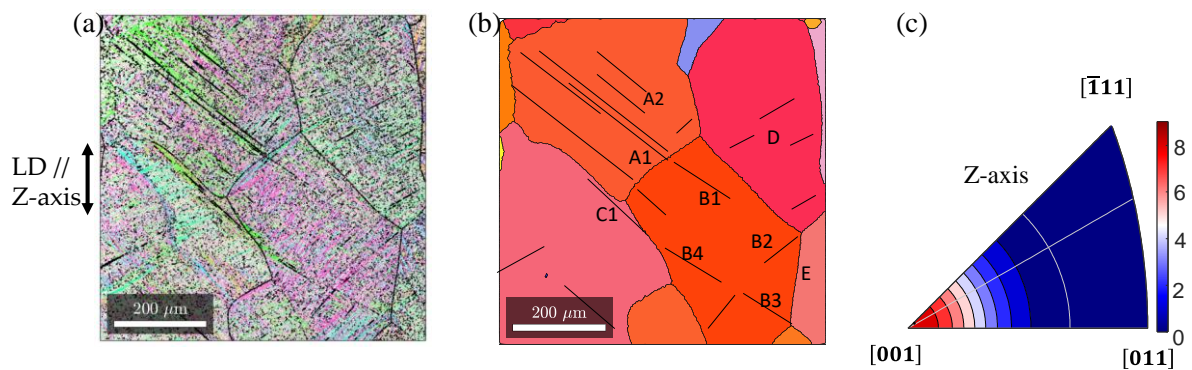 (a)
LD //
Z-axis
200 μm
(b)
A2
A1
D
B1
C1
B2
B4
E
B3
200 μm
(c)
[1̅11]
Z-axis
[001]
[011]
8
6
4
2
0